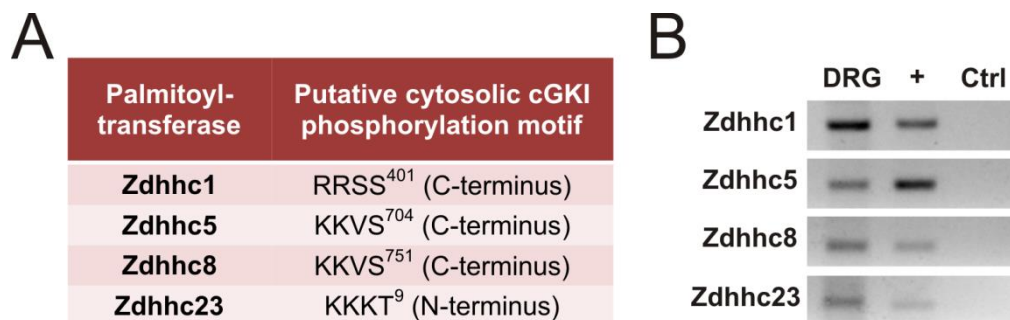 A
Palmitoyl- Putative cytosolic cGKI
transferase phosphorylation motif
Zdhhc1 RRSS401 (C-terminus)
Zdhhc5 KKVS704 (C-terminus)
Zdhhc8 KKVS751 (C-terminus)
Zdhhc23 KKKT9 (N-terminus)
B
DRG + Ctrl
Zdhhc1
Zdhhc5
Zdhhc8
Zdhhc23